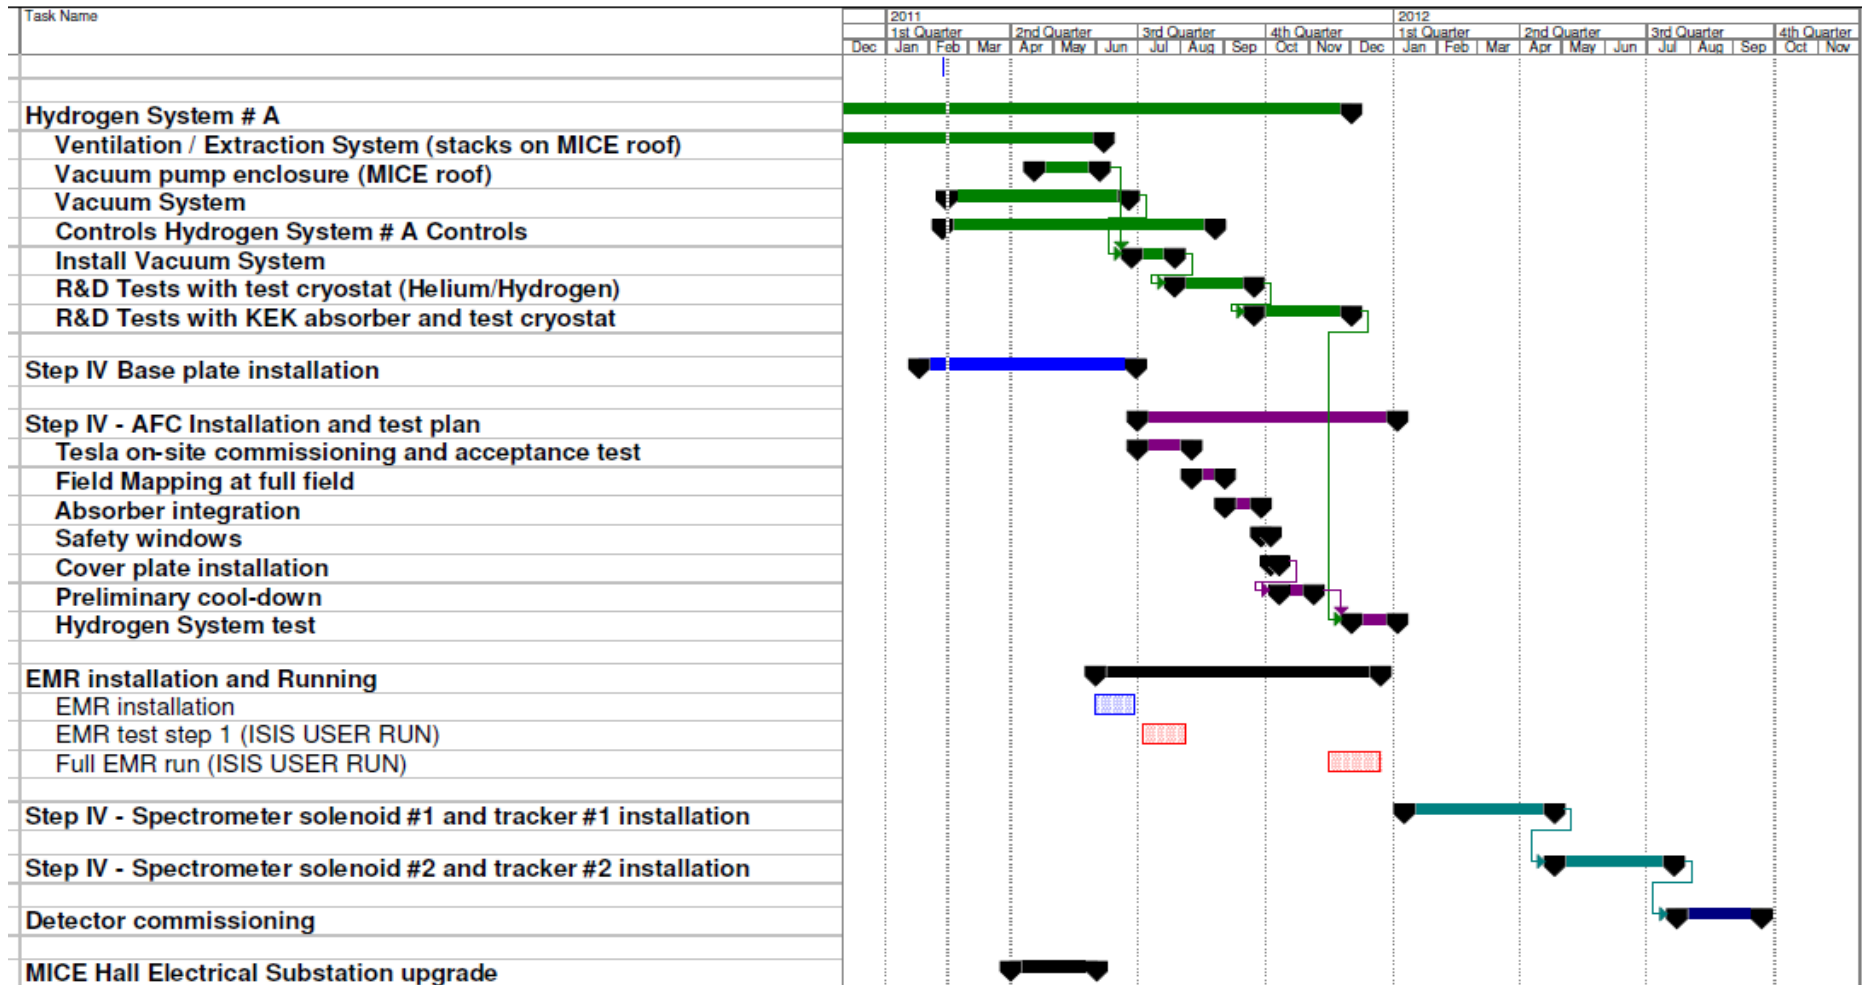 Task Name
2011 2012
1st Quarter 2nd Quarter 3rd Quarter 4th Quarter 1st Quarter 2nd Quarter 3rd Quarter 4th Quarter
Dec Jan Feb Mar Apr May Jun Jul Aug Sep Oct Nov Dec Jan Feb Mar Apr May Jun Jul Aug Sep Oct Nov
Hydrogen System # A
Ventilation / Extraction System (stacks on MICE roof)
Vacuum pump enclosure (MICE roof)
Vacuum System
Controls Hydrogen System # A Controls
Install Vacuum System
R&D Tests with test cryostat (Helium/Hydrogen)
R&D Tests with KEK absorber and test cryostat
Step IV Base plate installation
Step IV - AFC Installation and test plan
Tesla on-site commissioning and acceptance test
Field Mapping at full field
Absorber integration
Safety windows
Cover plate installation
Preliminary cool-down
Hydrogen System test
EMR installation and Running
EMR installation
EMR test step 1 (ISIS USER RUN)
Full EMR run (ISIS USER RUN)
Step IV - Spectrometer solenoid #1 and tracker #1 installation
Step IV - Spectrometer solenoid #2 and tracker #2 installation
Detector commissioning
MICE Hall Electrical Substation upgrade